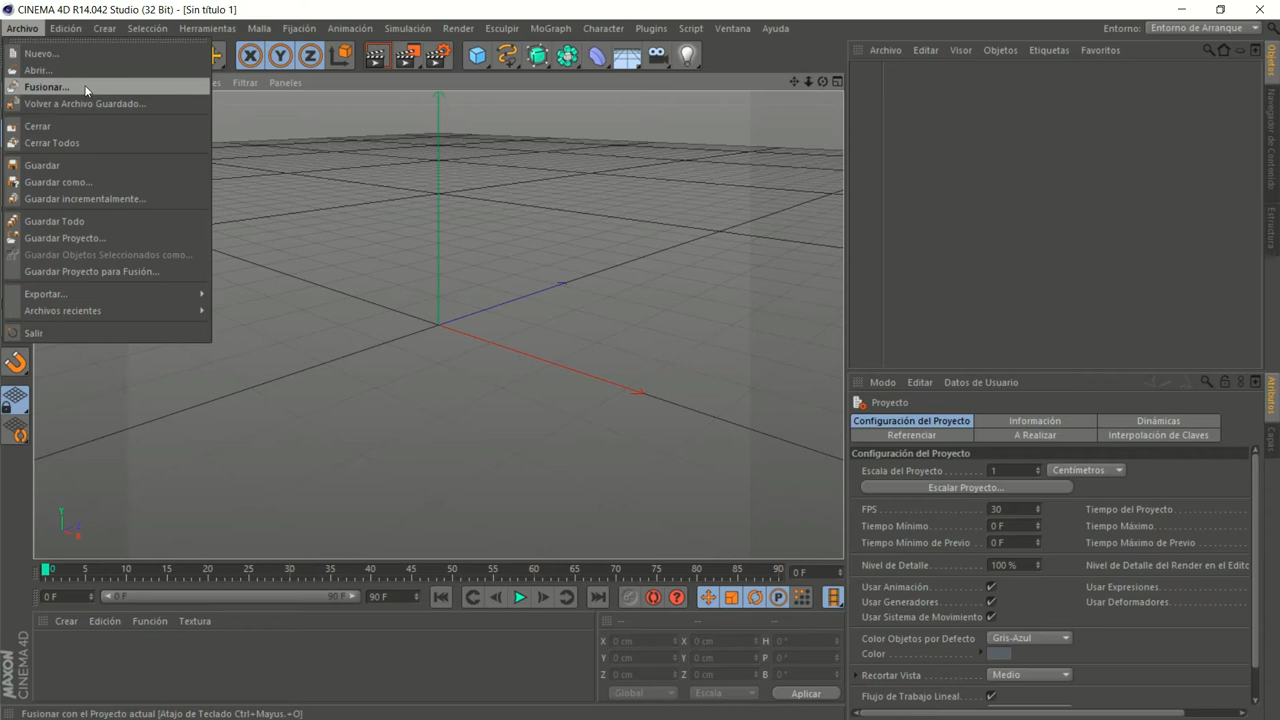 CINEMA 4D R14.042 Studio (32 Bit) - [Sin título 1]
Archivo Edición Crear Selección Herramientas Malla Fijación Animación Simulación Render Esculpir MoGraph Character Plugins Script Ventana Ayuda Entorno: Entorno de Arranque
Nuevo...
Abrir...
Fusionar...
Volver a Archivo Guardado...
Cerrar
Cerrar Todos
Guardar
Guardar como...
Guardar incrementalmente...
Guardar Todo
Guardar Proyecto...
Guardar Objetos Seleccionados como...
Guardar Proyecto para Fusión...
Exportar...
Archivos recientes
Salir
X Y Z
Filtrar Paneles
Y Z X
Archivo Editar Visor Objetos Etiquetas Favoritos
Objetos
Navegador de Contenido
Estructura
Modo Editar Datos de Usuario
Atributos
Capas
Proyecto
Configuración del Proyecto Información Dinámicas
Referenciar A Realizar Interpolación de Claves
Configuración del Proyecto
Escala del Proyecto 1 Centímetros
Escalar Proyecto...
FPS 30 Tiempo del Proyecto
Tiempo Mínimo 0 F Tiempo Máximo
Tiempo Mínimo de Previo 0 F Tiempo Máximo de Previo
Nivel de Detalle 100 % Nivel de Detalle del Render en el Edito
Usar Animación Usar Expresiones
Usar Generadores Usar Deformadores
Usar Sistema de Movimiento
Color Objetos por Defecto Gris-Azul
Color
Recortar Vista Medio
Flujo de Trabajo Lineal
0 5 10 15 20 25 30 35 40 45 50 55 60 65 70 75 80 85 90 0 F
0 F 0 F 90 F 90 F ? P
Crear Edición Función Textura
-- -- --
X 0 cm X 0 cm H 0 °
Y 0 cm Y 0 cm P 0 °
Z 0 cm Z 0 cm B 0 °
Global Escala Aplicar
MAXON CINEMA 4D
Fusionar con el Proyecto actual [Atajo de Teclado Ctrl+Mayus.+O]